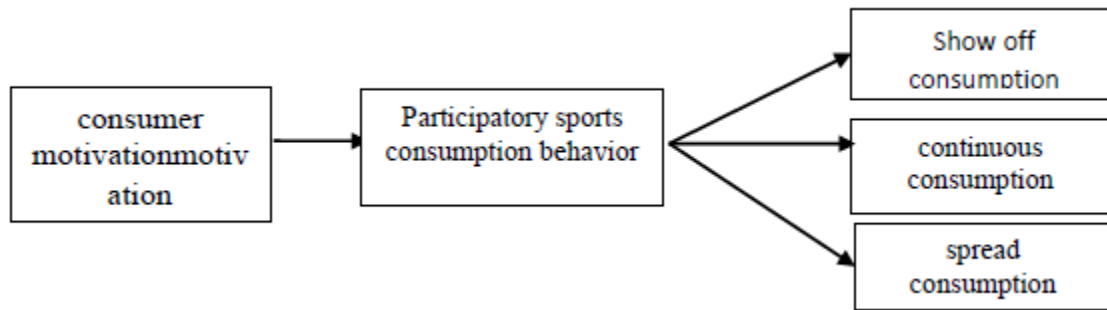 consumer
motivationmotiv
ation
Participatory sports
consumption behavior
Show off
consumption
continuous
consumption
spread
consumption